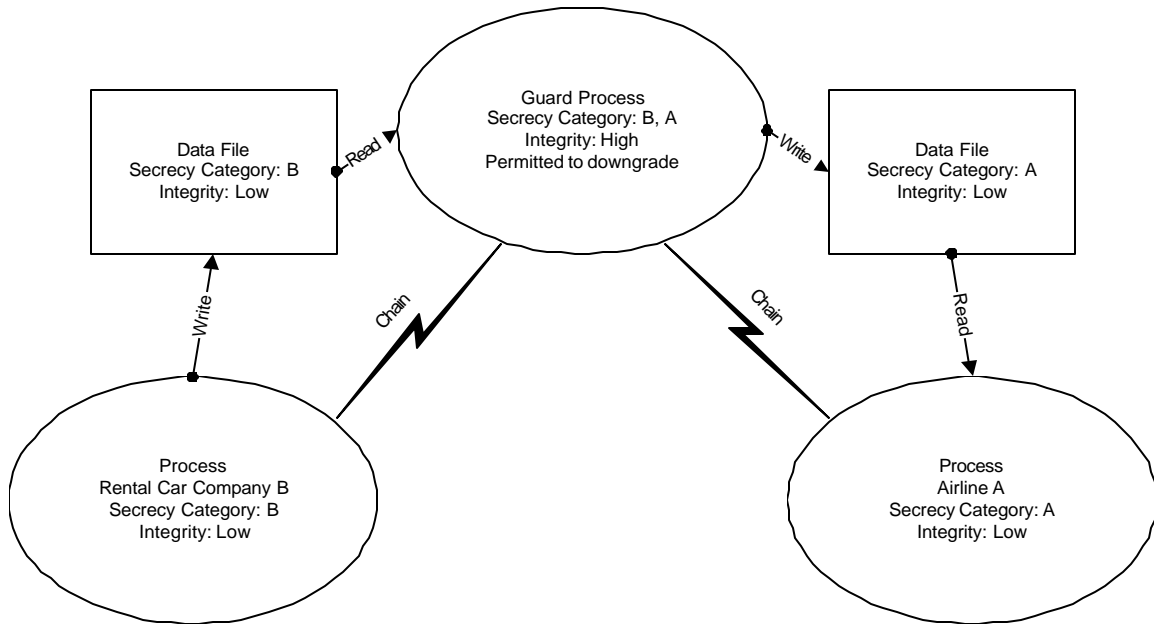 Guard Process
Secrecy Category: B, A
Integrity: High
Permitted to downgrade
Data File
Secrecy Category: B
Integrity: Low
Read
Write
Data File
Secrecy Category: A
Integrity: Low
Write
Chain
Chain
Read
Process
Rental Car Company B
Secrecy Category: B
Integrity: Low
Process
Airline A
Secrecy Category: A
Integrity: Low